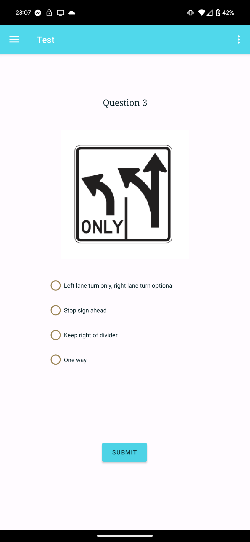 23:07
42%
Test
Question 3
ONLY
Left lane turn only, right lane turn optional
Stop sign ahead
Keep right of divider
One way
SUBMIT